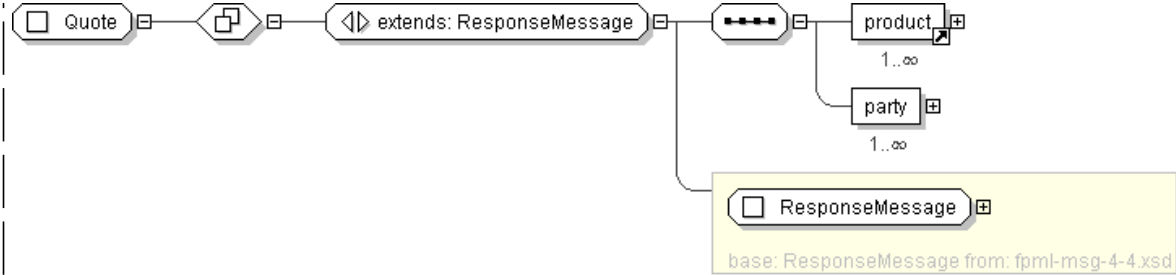 Quote
extends: ResponseMessage
product
1..∞
party
1..∞
ResponseMessage
base: ResponseMessage from: fpml-msg-4-4.xsd